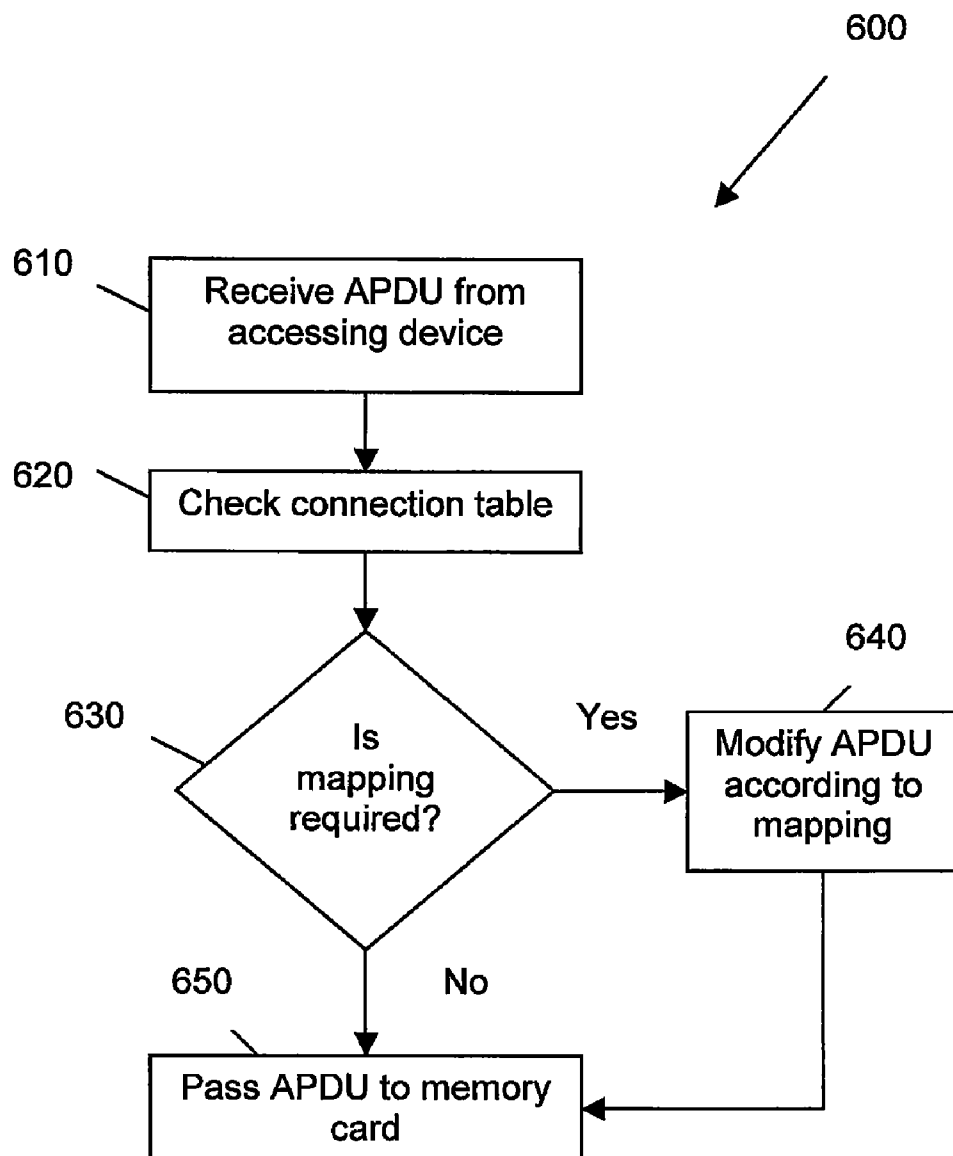 600
610
Receive APDU from
accessing device
620
Check connection table
630
Is
mapping
required?
Yes
640
Modify APDU
according to
mapping
No
650
Pass APDU to memory
card